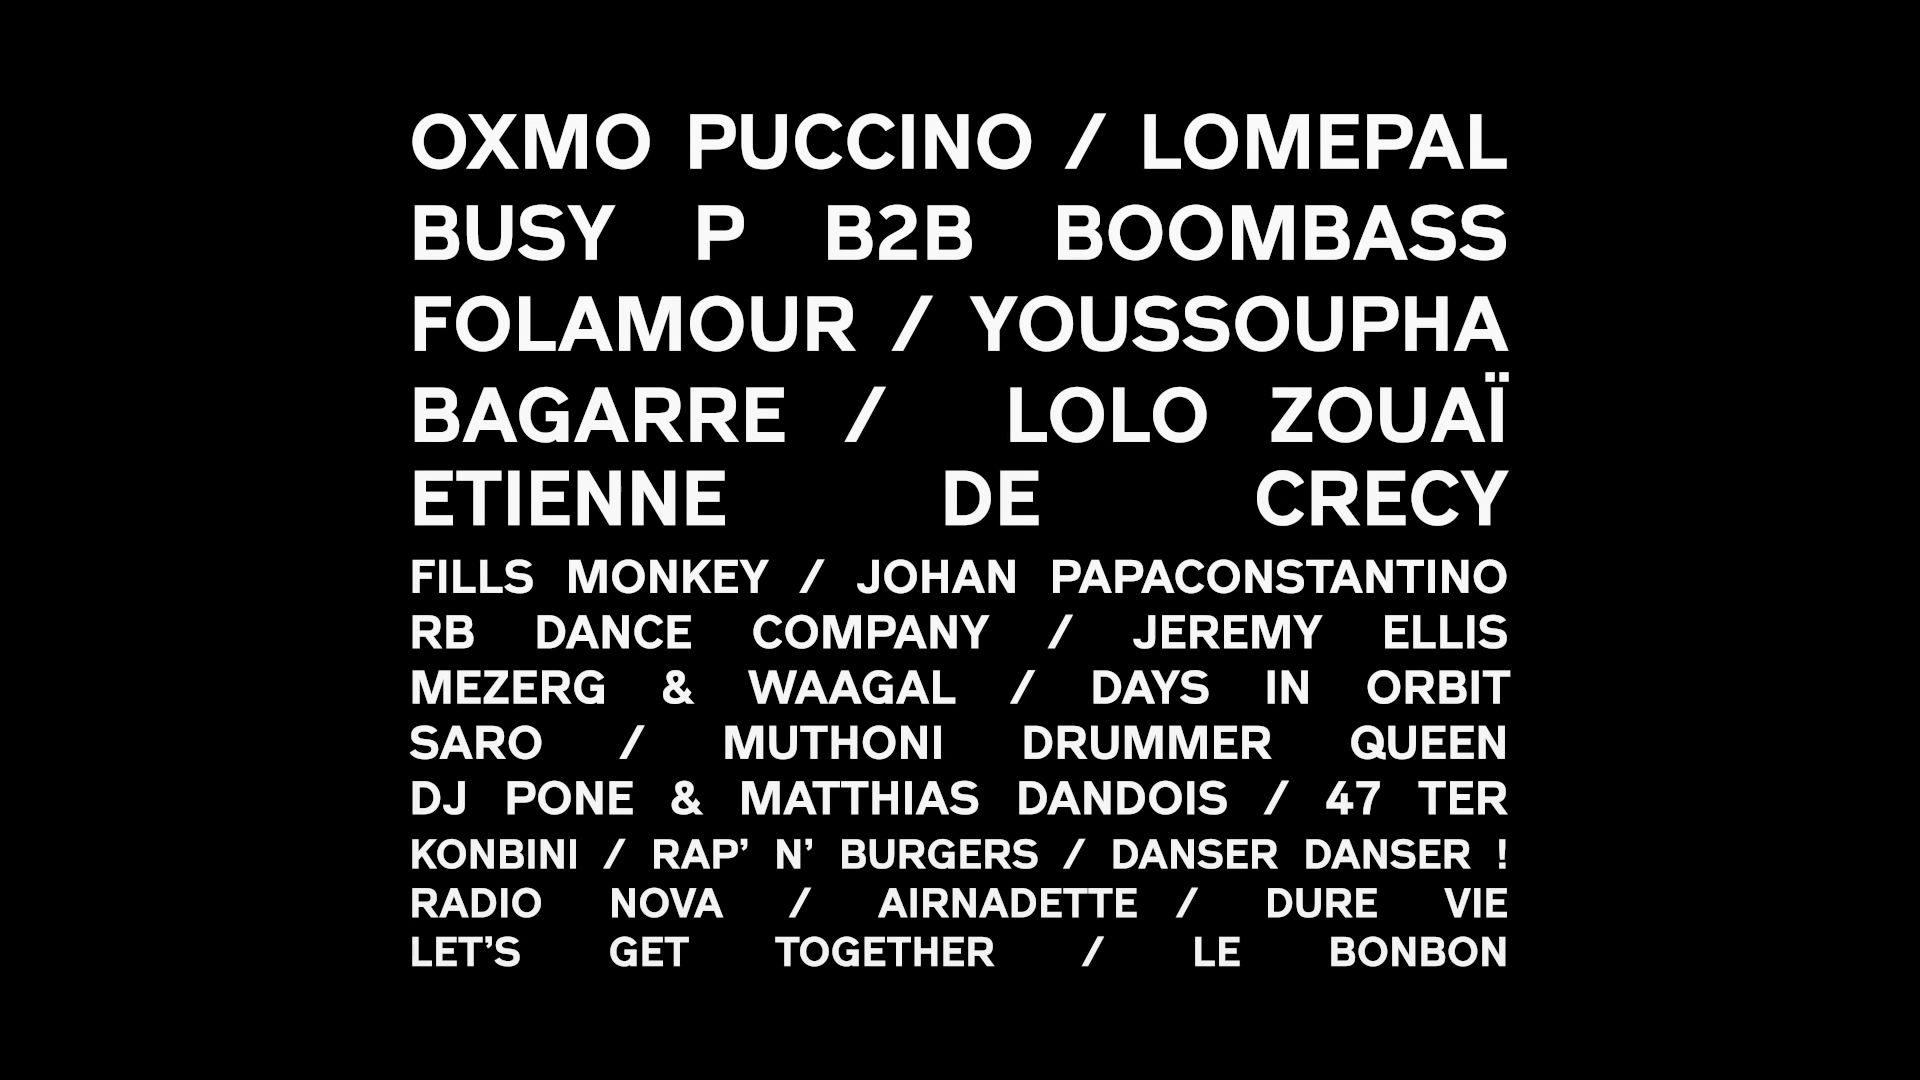 OXMO PUCCINO / LOMEPAL
BUSY P B2B BOOMBASS
FOLAMOUR / YOUSSOUPHA
BAGARRE / LOLO ZOUAÏ
ETIENNE DE CRECY
FILLS MONKEY / JOHAN PAPACONSTANTINO
RB DANCE COMPANY / JEREMY ELLIS
MEZERG & WAAGAL / DAYS IN ORBIT
SARO / MUTHONI DRUMMER QUEEN
DJ PONE & MATTHIAS DANDOIS / 47 TER
KONBINI / RAP’ N’ BURGERS / DANSER DANSER !
RADIO NOVA / AIRNADETTE / DURE VIE
LET’S GET TOGETHER / LE BONBON